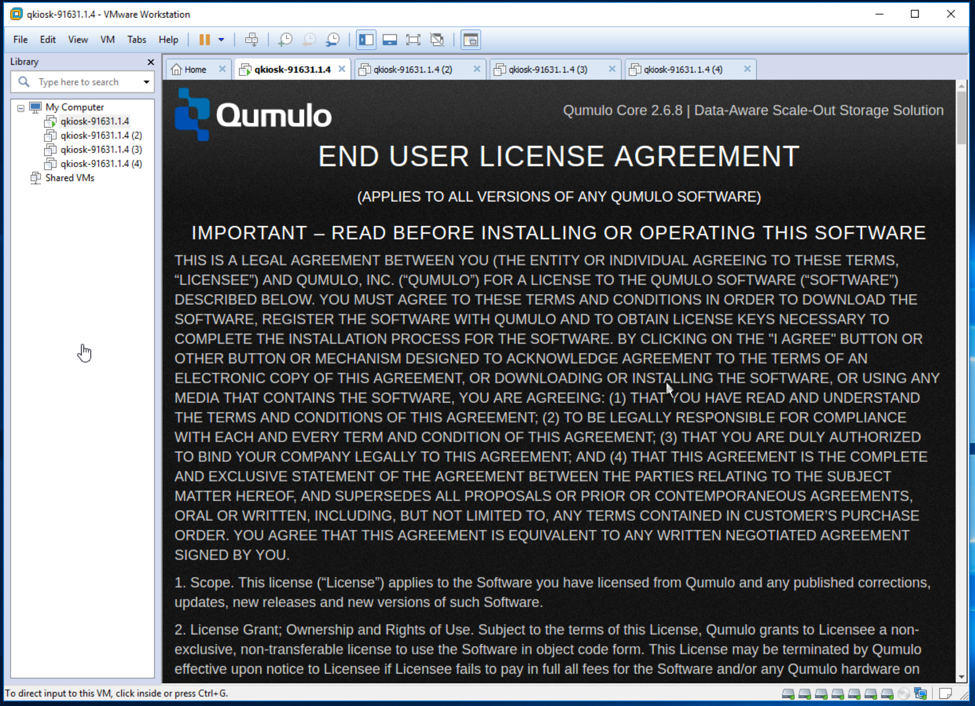 qkiosk-91631.1.4 - VMware Workstation
File Edit View VM Tabs Help
Library
Type here to search
My Computer
qkiosk-91631.1.4
qkiosk-91631.1.4 (2)
qkiosk-91631.1.4 (3)
qkiosk-91631.1.4 (4)
Shared VMs
Home qkiosk-91631.1.4 qkiosk-91631.1.4 (2) qkiosk-91631.1.4 (3) qkiosk-91631.1.4 (4)
Qumulo
Qumulo Core 2.6.8 | Data-Aware Scale-Out Storage Solution
END USER LICENSE AGREEMENT
(APPLIES TO ALL VERSIONS OF ANY QUMULO SOFTWARE)
IMPORTANT – READ BEFORE INSTALLING OR OPERATING THIS SOFTWARE
THIS IS A LEGAL AGREEMENT BETWEEN YOU (THE ENTITY OR INDIVIDUAL AGREEING TO THESE TERMS,
“LICENSEE”) AND QUMULO, INC. (“QUMULO”) FOR A LICENSE TO THE QUMULO SOFTWARE (“SOFTWARE”)
DESCRIBED BELOW. YOU MUST AGREE TO THESE TERMS AND CONDITIONS IN ORDER TO DOWNLOAD THE
SOFTWARE, REGISTER THE SOFTWARE WITH QUMULO AND TO OBTAIN LICENSE KEYS NECESSARY TO
COMPLETE THE INSTALLATION PROCESS FOR THE SOFTWARE. BY CLICKING ON THE "I AGREE" BUTTON OR
OTHER BUTTON OR MECHANISM DESIGNED TO ACKNOWLEDGE AGREEMENT TO THE TERMS OF AN
ELECTRONIC COPY OF THIS AGREEMENT, OR DOWNLOADING OR INSTALLING THE SOFTWARE, OR USING ANY
MEDIA THAT CONTAINS THE SOFTWARE, YOU ARE AGREEING: (1) THAT YOU HAVE READ AND UNDERSTAND
THE TERMS AND CONDITIONS OF THIS AGREEMENT; (2) TO BE LEGALLY RESPONSIBLE FOR COMPLIANCE
WITH EACH AND EVERY TERM AND CONDITION OF THIS AGREEMENT; (3) THAT YOU ARE DULY AUTHORIZED
TO BIND YOUR COMPANY LEGALLY TO THIS AGREEMENT; AND (4) THAT THIS AGREEMENT IS THE COMPLETE
AND EXCLUSIVE STATEMENT OF THE AGREEMENT BETWEEN THE PARTIES RELATING TO THE SUBJECT
MATTER HEREOF, AND SUPERSEDES ALL PROPOSALS OR PRIOR OR CONTEMPORANEOUS AGREEMENTS,
ORAL OR WRITTEN, INCLUDING, BUT NOT LIMITED TO, ANY TERMS CONTAINED IN CUSTOMER'S PURCHASE
ORDER. YOU AGREE THAT THIS AGREEMENT IS EQUIVALENT TO ANY WRITTEN NEGOTIATED AGREEMENT
SIGNED BY YOU.
1. Scope. This license (“License”) applies to the Software you have licensed from Qumulo and any published corrections,
updates, new releases and new versions of such Software.
2. License Grant; Ownership and Rights of Use. Subject to the terms of this License, Qumulo grants to Licensee a non-
exclusive, non-transferable license to use the Software in object code form. This License may be terminated by Qumulo
effective upon notice to Licensee if Licensee fails to pay in full all fees for the Software and/or any Qumulo hardware on
To direct input to this VM, click inside or press Ctrl+G.